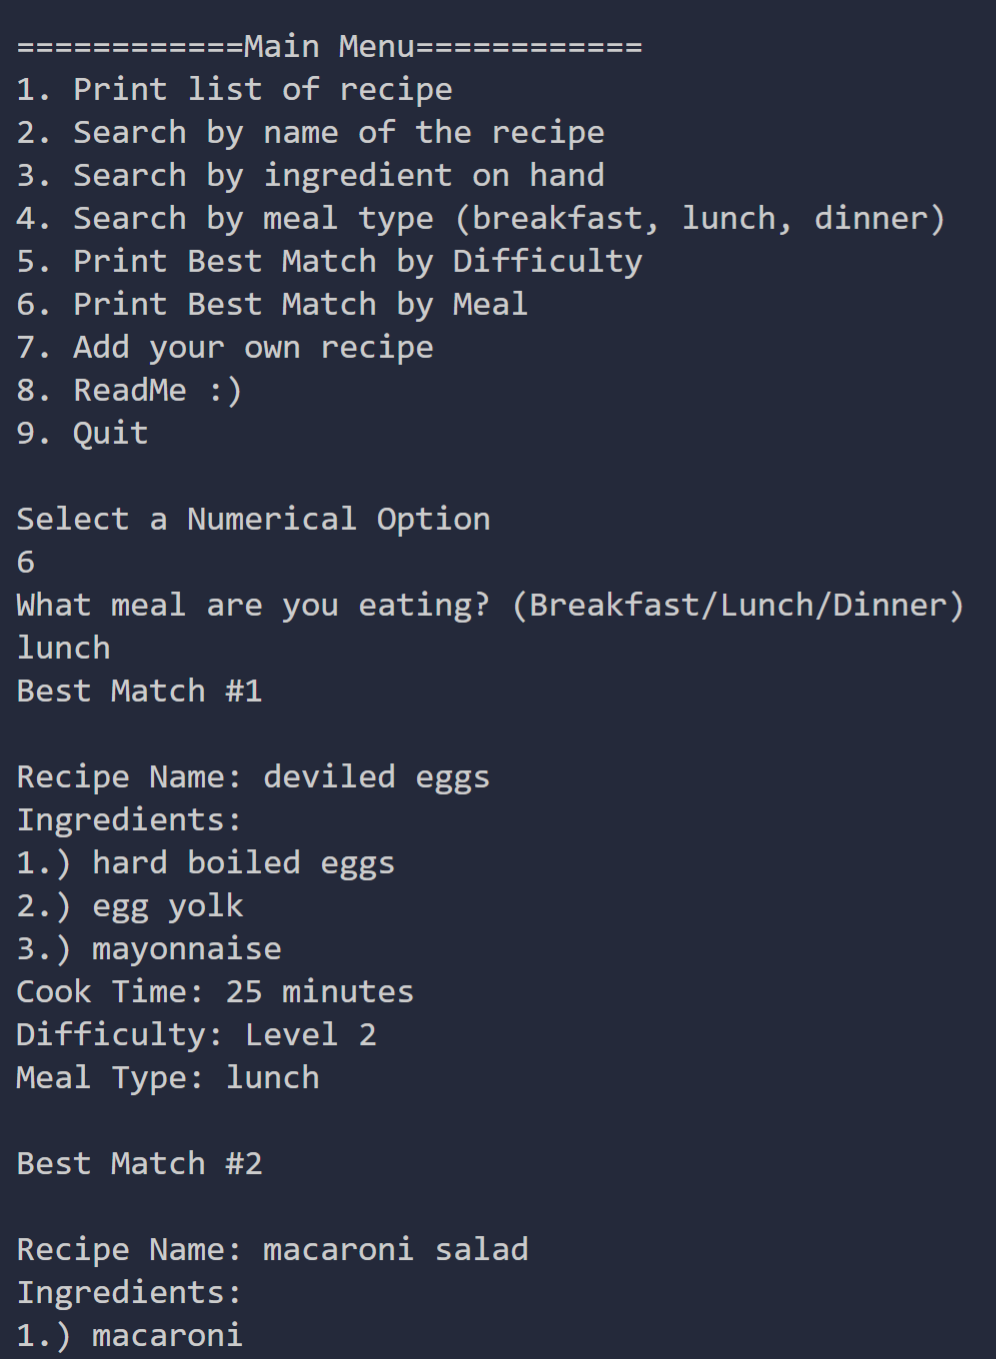 ============Main Menu============
1. Print list of recipe
2. Search by name of the recipe
3. Search by ingredient on hand
4. Search by meal type (breakfast, lunch, dinner)
5. Print Best Match by Difficulty
6. Print Best Match by Meal
7. Add your own recipe
8. ReadMe :)
9. Quit
Select a Numerical Option
6
What meal are you eating? (Breakfast/Lunch/Dinner)
lunch
Best Match #1
Recipe Name: deviled eggs
Ingredients:
1.) hard boiled eggs
2.) egg yolk
3.) mayonnaise
Cook Time: 25 minutes
Difficulty: Level 2
Meal Type: lunch
Best Match #2
Recipe Name: macaroni salad
Ingredients:
1.) macaroni